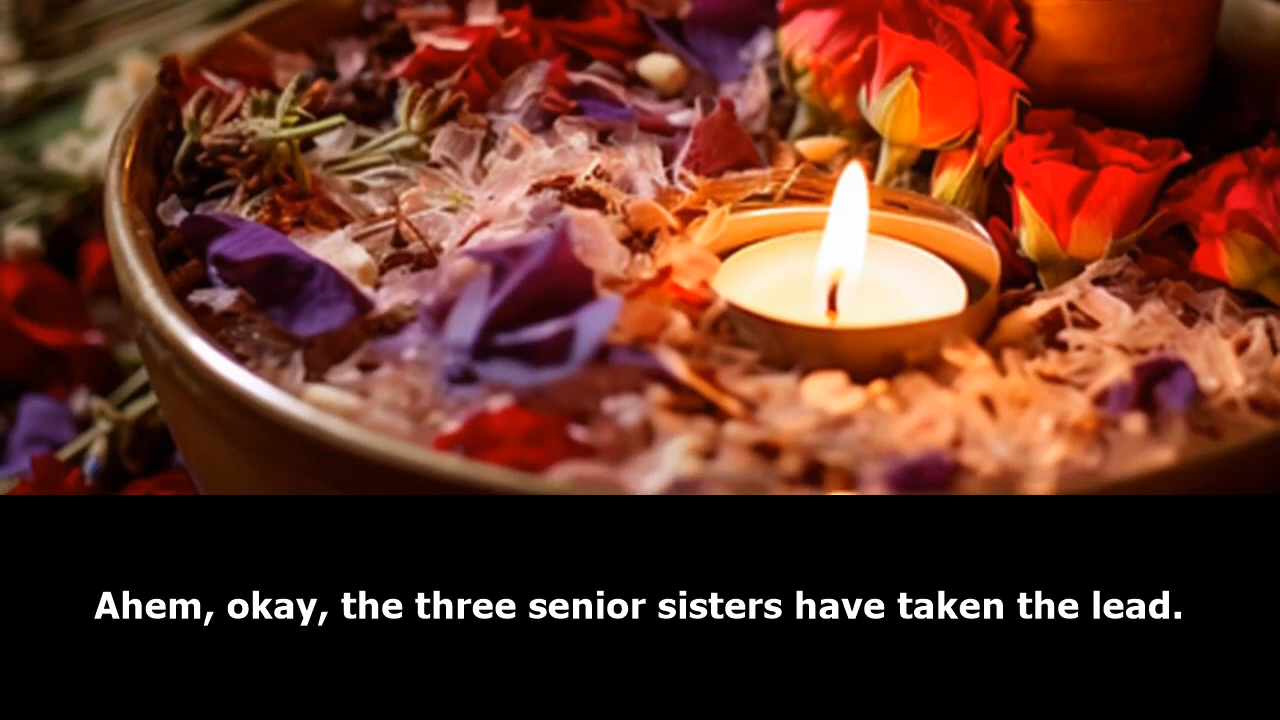 Ahem, okay, the three senior sisters have taken the lead.